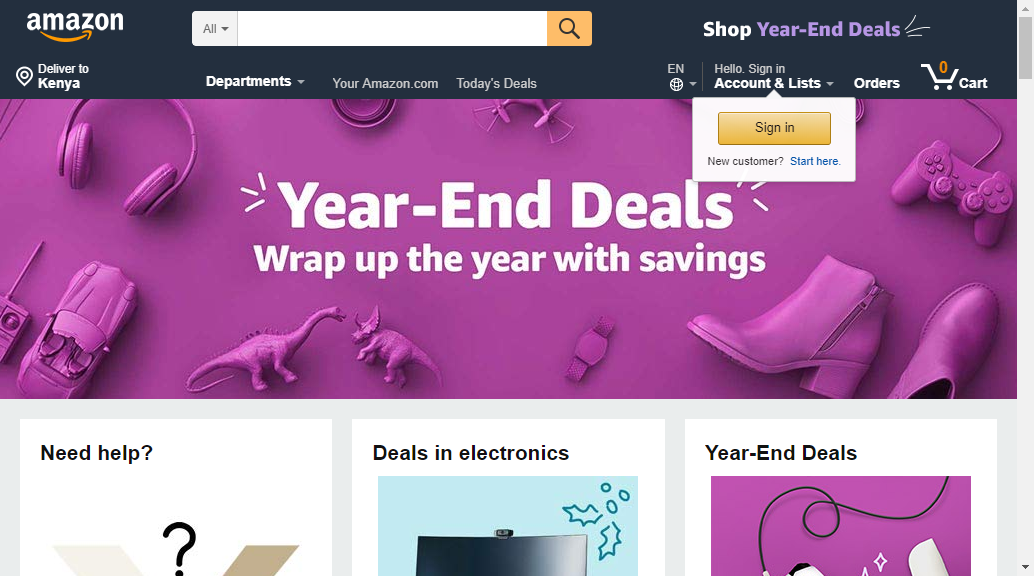 amazon
All
Shop Year-End Deals
Deliver to
Kenya
Departments
Your Amazon.com
Today's Deals
EN
Hello. Sign in
Account & Lists
Orders
0
Cart
Sign in
New customer? Start here.
Year-End Deals
Wrap up the year with savings
Need help?
Deals in electronics
Year-End Deals
?